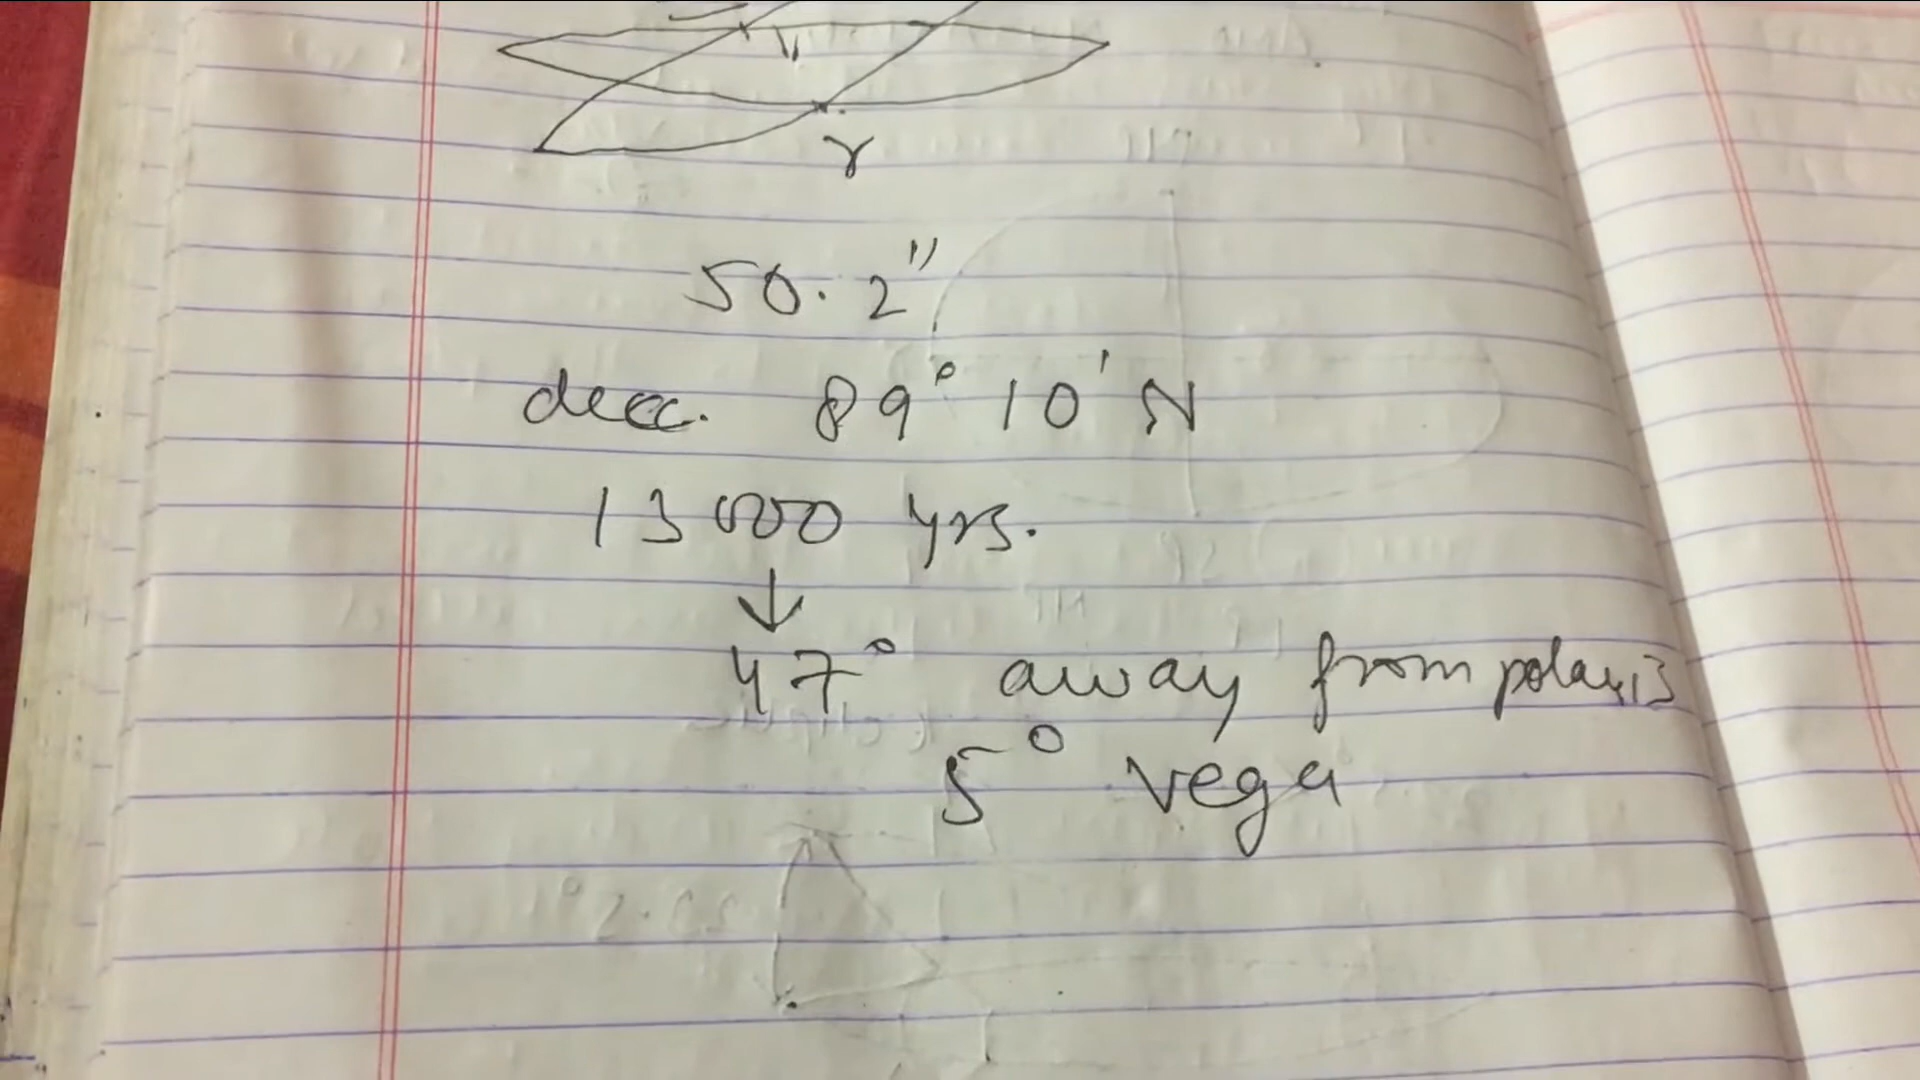 γ
50.2"
dec. 89° 10' N
13000 yrs.
↓
47° away from polaris
5° vega